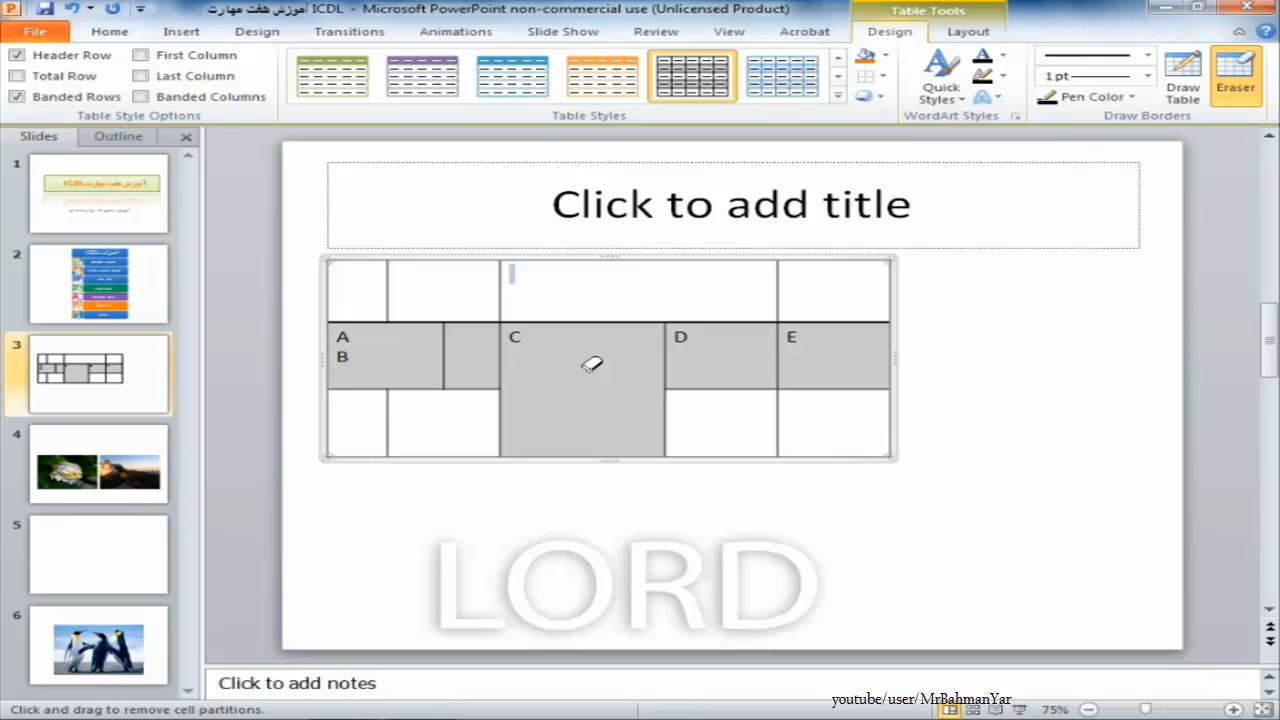 آموزش هفت مهارت ICDL - Microsoft PowerPoint non-commercial use (Unlicensed Product)
Table Tools
File Home Insert Design Transitions Animations Slide Show Review View Acrobat Design Layout
Header Row First Column
Total Row Last Column
Banded Rows Banded Columns
Table Style Options
Table Styles
Quick Styles
WordArt Styles
1 pt
Pen Color
Draw Table
Eraser
Draw Borders
Slides Outline
1
آموزش هفت مهارت ICDL
2
3
4
5
6
Click to add title
A
B
C
D
E
LORD
Click to add notes
youtube/user/MrBahmanYar
Click and drag to remove cell partitions.
75%